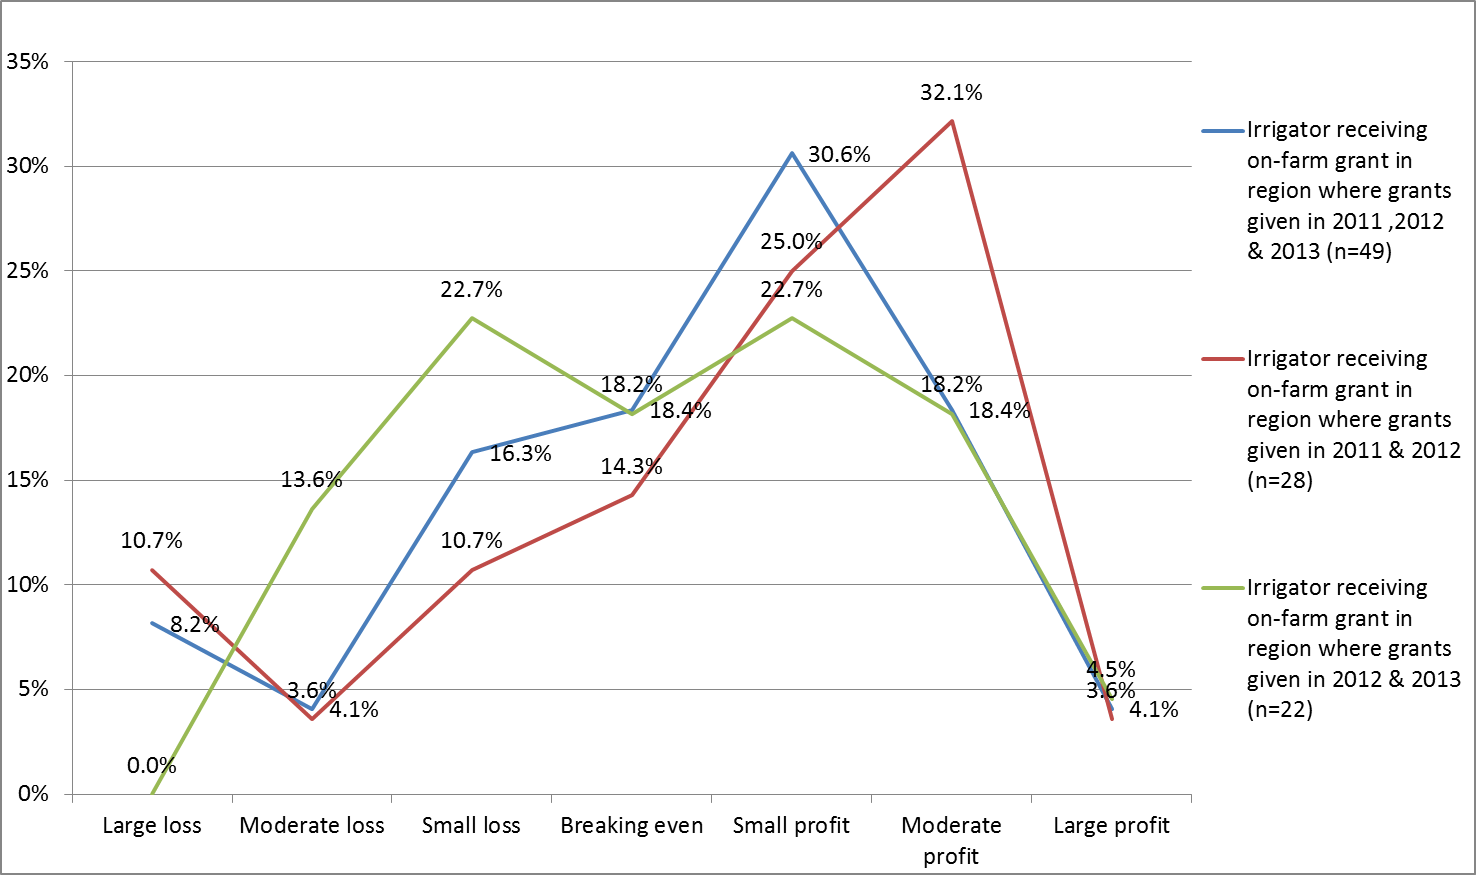 35%
32.1%
30%
30.6%
25.0%
25%
22.7%
22.7%
20%
18.2%
18.2%
18.4%
18.4%
16.3%
15%
14.3%
13.6%
10.7%
10.7%
10%
8.2%
5%
3.6%
4.1%
4.5%
3.6%
4.1%
0.0%
0%
Large loss
Moderate loss
Small loss
Breaking even
Small profit
Moderate
profit
Large profit
Irrigator receiving
on-farm grant in
region where grants
given in 2011 ,2012
& 2013 (n=49)
Irrigator receiving
on-farm grant in
region where grants
given in 2011 & 2012
(n=28)
Irrigator receiving
on-farm grant in
region where grants
given in 2012 & 2013
(n=22)